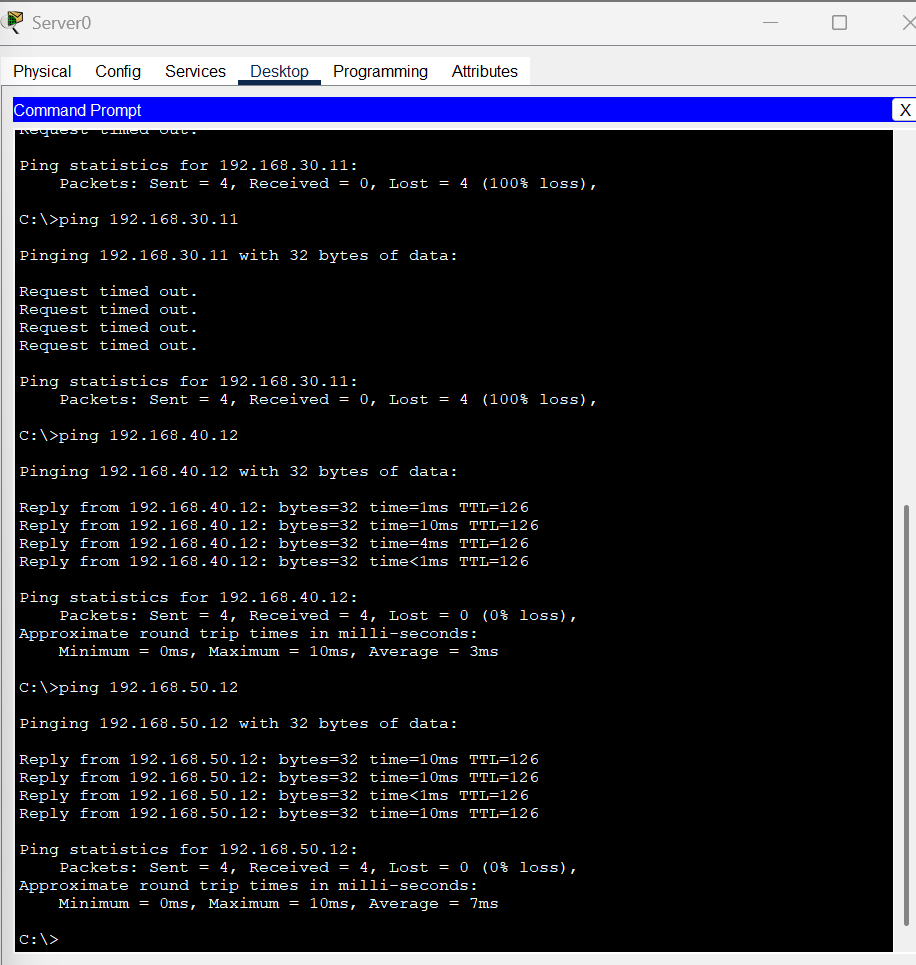 Server0
Physical Config Services Desktop Programming Attributes
Command Prompt X
Request timed out.
Ping statistics for 192.168.30.11:
    Packets: Sent = 4, Received = 0, Lost = 4 (100% loss),
C:\>ping 192.168.30.11
Pinging 192.168.30.11 with 32 bytes of data:
Request timed out.
Request timed out.
Request timed out.
Request timed out.
Ping statistics for 192.168.30.11:
    Packets: Sent = 4, Received = 0, Lost = 4 (100% loss),
C:\>ping 192.168.40.12
Pinging 192.168.40.12 with 32 bytes of data:
Reply from 192.168.40.12: bytes=32 time=1ms TTL=126
Reply from 192.168.40.12: bytes=32 time=10ms TTL=126
Reply from 192.168.40.12: bytes=32 time=4ms TTL=126
Reply from 192.168.40.12: bytes=32 time<1ms TTL=126
Ping statistics for 192.168.40.12:
    Packets: Sent = 4, Received = 4, Lost = 0 (0% loss),
Approximate round trip times in milli-seconds:
    Minimum = 0ms, Maximum = 10ms, Average = 3ms
C:\>ping 192.168.50.12
Pinging 192.168.50.12 with 32 bytes of data:
Reply from 192.168.50.12: bytes=32 time=10ms TTL=126
Reply from 192.168.50.12: bytes=32 time=10ms TTL=126
Reply from 192.168.50.12: bytes=32 time<1ms TTL=126
Reply from 192.168.50.12: bytes=32 time=10ms TTL=126
Ping statistics for 192.168.50.12:
    Packets: Sent = 4, Received = 4, Lost = 0 (0% loss),
Approximate round trip times in milli-seconds:
    Minimum = 0ms, Maximum = 10ms, Average = 7ms
C:\>